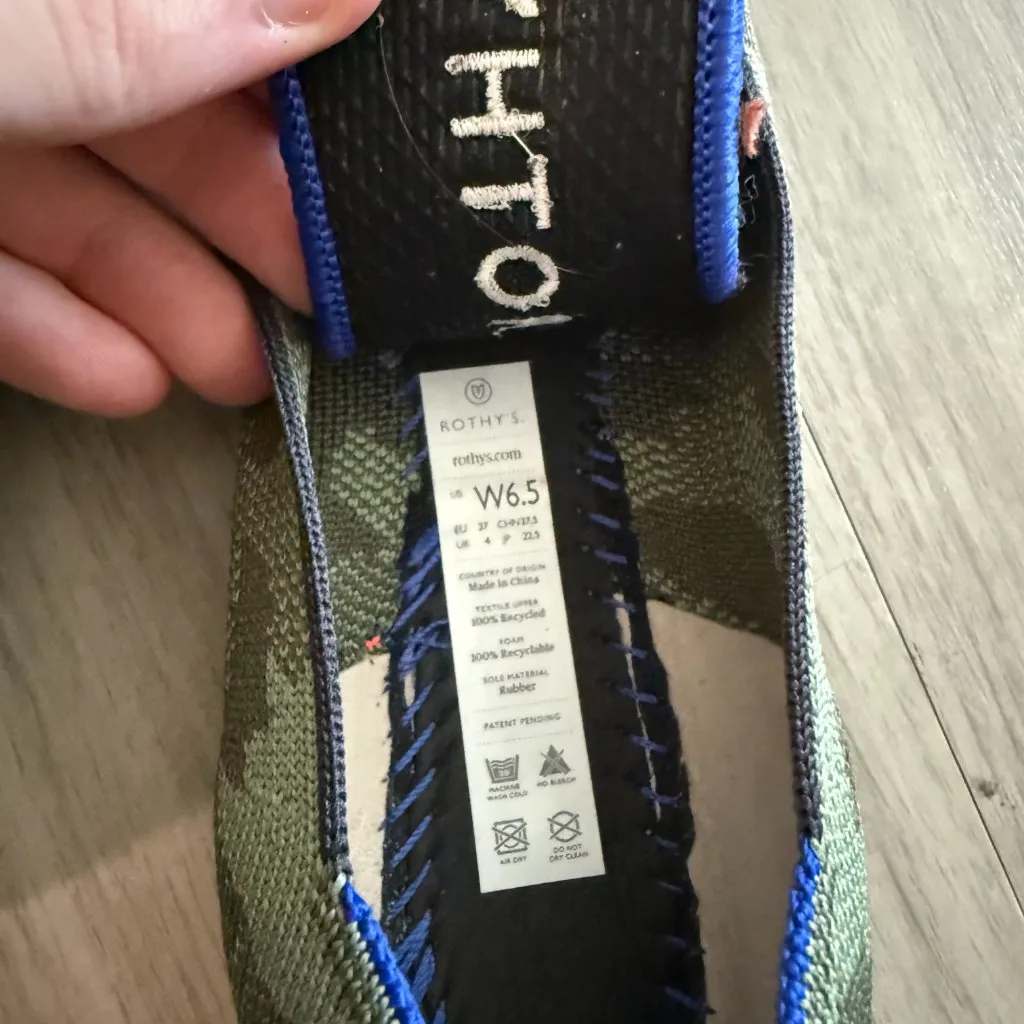 HTO
ROTHY'S
rothys.com
US W6.5
EU 37 CHN 37.5
UK 4 JP 22.5
COUNTRY OF ORIGIN
Made in China
TEXTILE UPPER
100% Recycled
FOAM
100% Recyclable
SOLE MATERIAL
Rubber
PATENT PENDING
30
MACHINE WASH COLD
NO BLEACH
AIR DRY
DO NOT DRY CLEAN